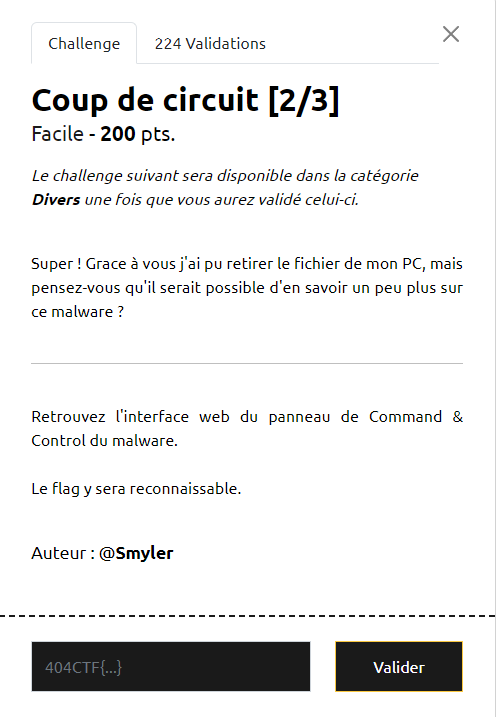 Challenge
224 Validations
Coup de circuit [2/3]
Facile - 200 pts.
Le challenge suivant sera disponible dans la catégorie
Divers une fois que vous aurez validé celui-ci.
Super ! Grace à vous j'ai pu retirer le fichier de mon PC, mais
pensez-vous qu'il serait possible d'en savoir un peu plus sur
ce malware ?
Retrouvez l'interface web du panneau de Command &
Control du malware.
Le flag y sera reconnaissable.
Auteur : @Smyler
404CTF{...}
Valider